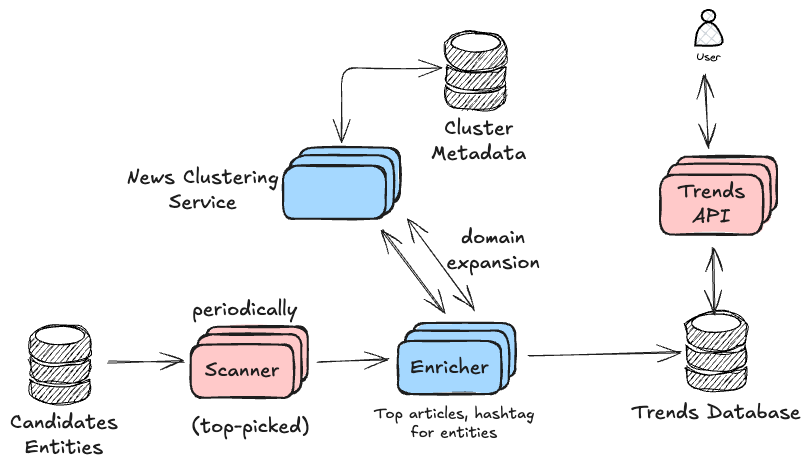 User
Cluster
Metadata
News Clustering
Service
Trends
API
domain
expansion
periodically
Scanner
Enricher
Candidates
Entities
(top-picked)
Top articles, hashtag
for entities
Trends Database